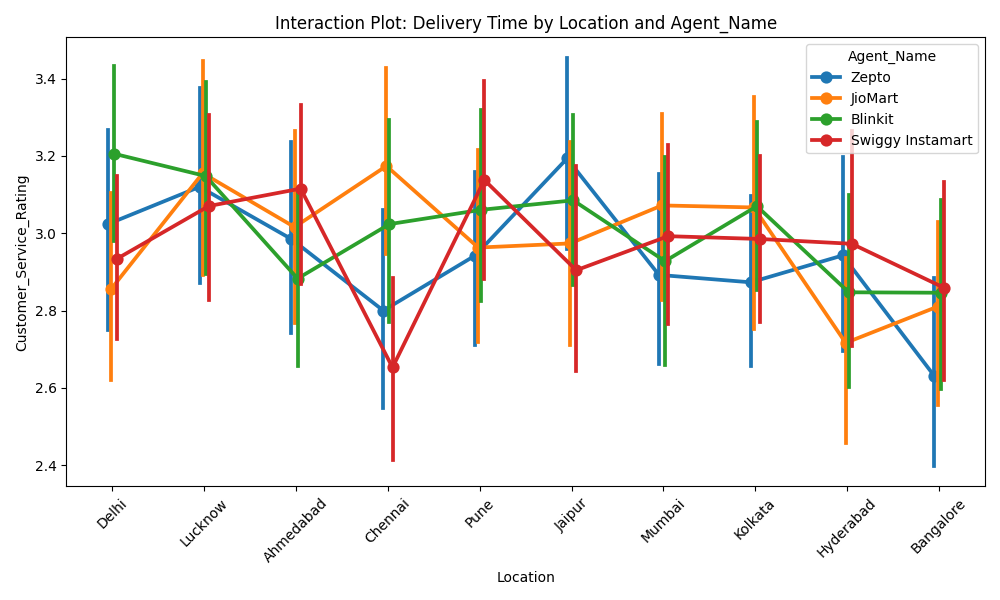 Interaction Plot: Delivery Time by Location and Agent_Name
Agent_Name
Zepto
JioMart
Blinkit
Swiggy Instamart
Customer_Service_Rating
3.4
3.2
3.0
2.8
2.6
2.4
Delhi
Lucknow
Ahmedabad
Chennai
Pune
Jaipur
Mumbai
Kolkata
Hyderabad
Bangalore
Location